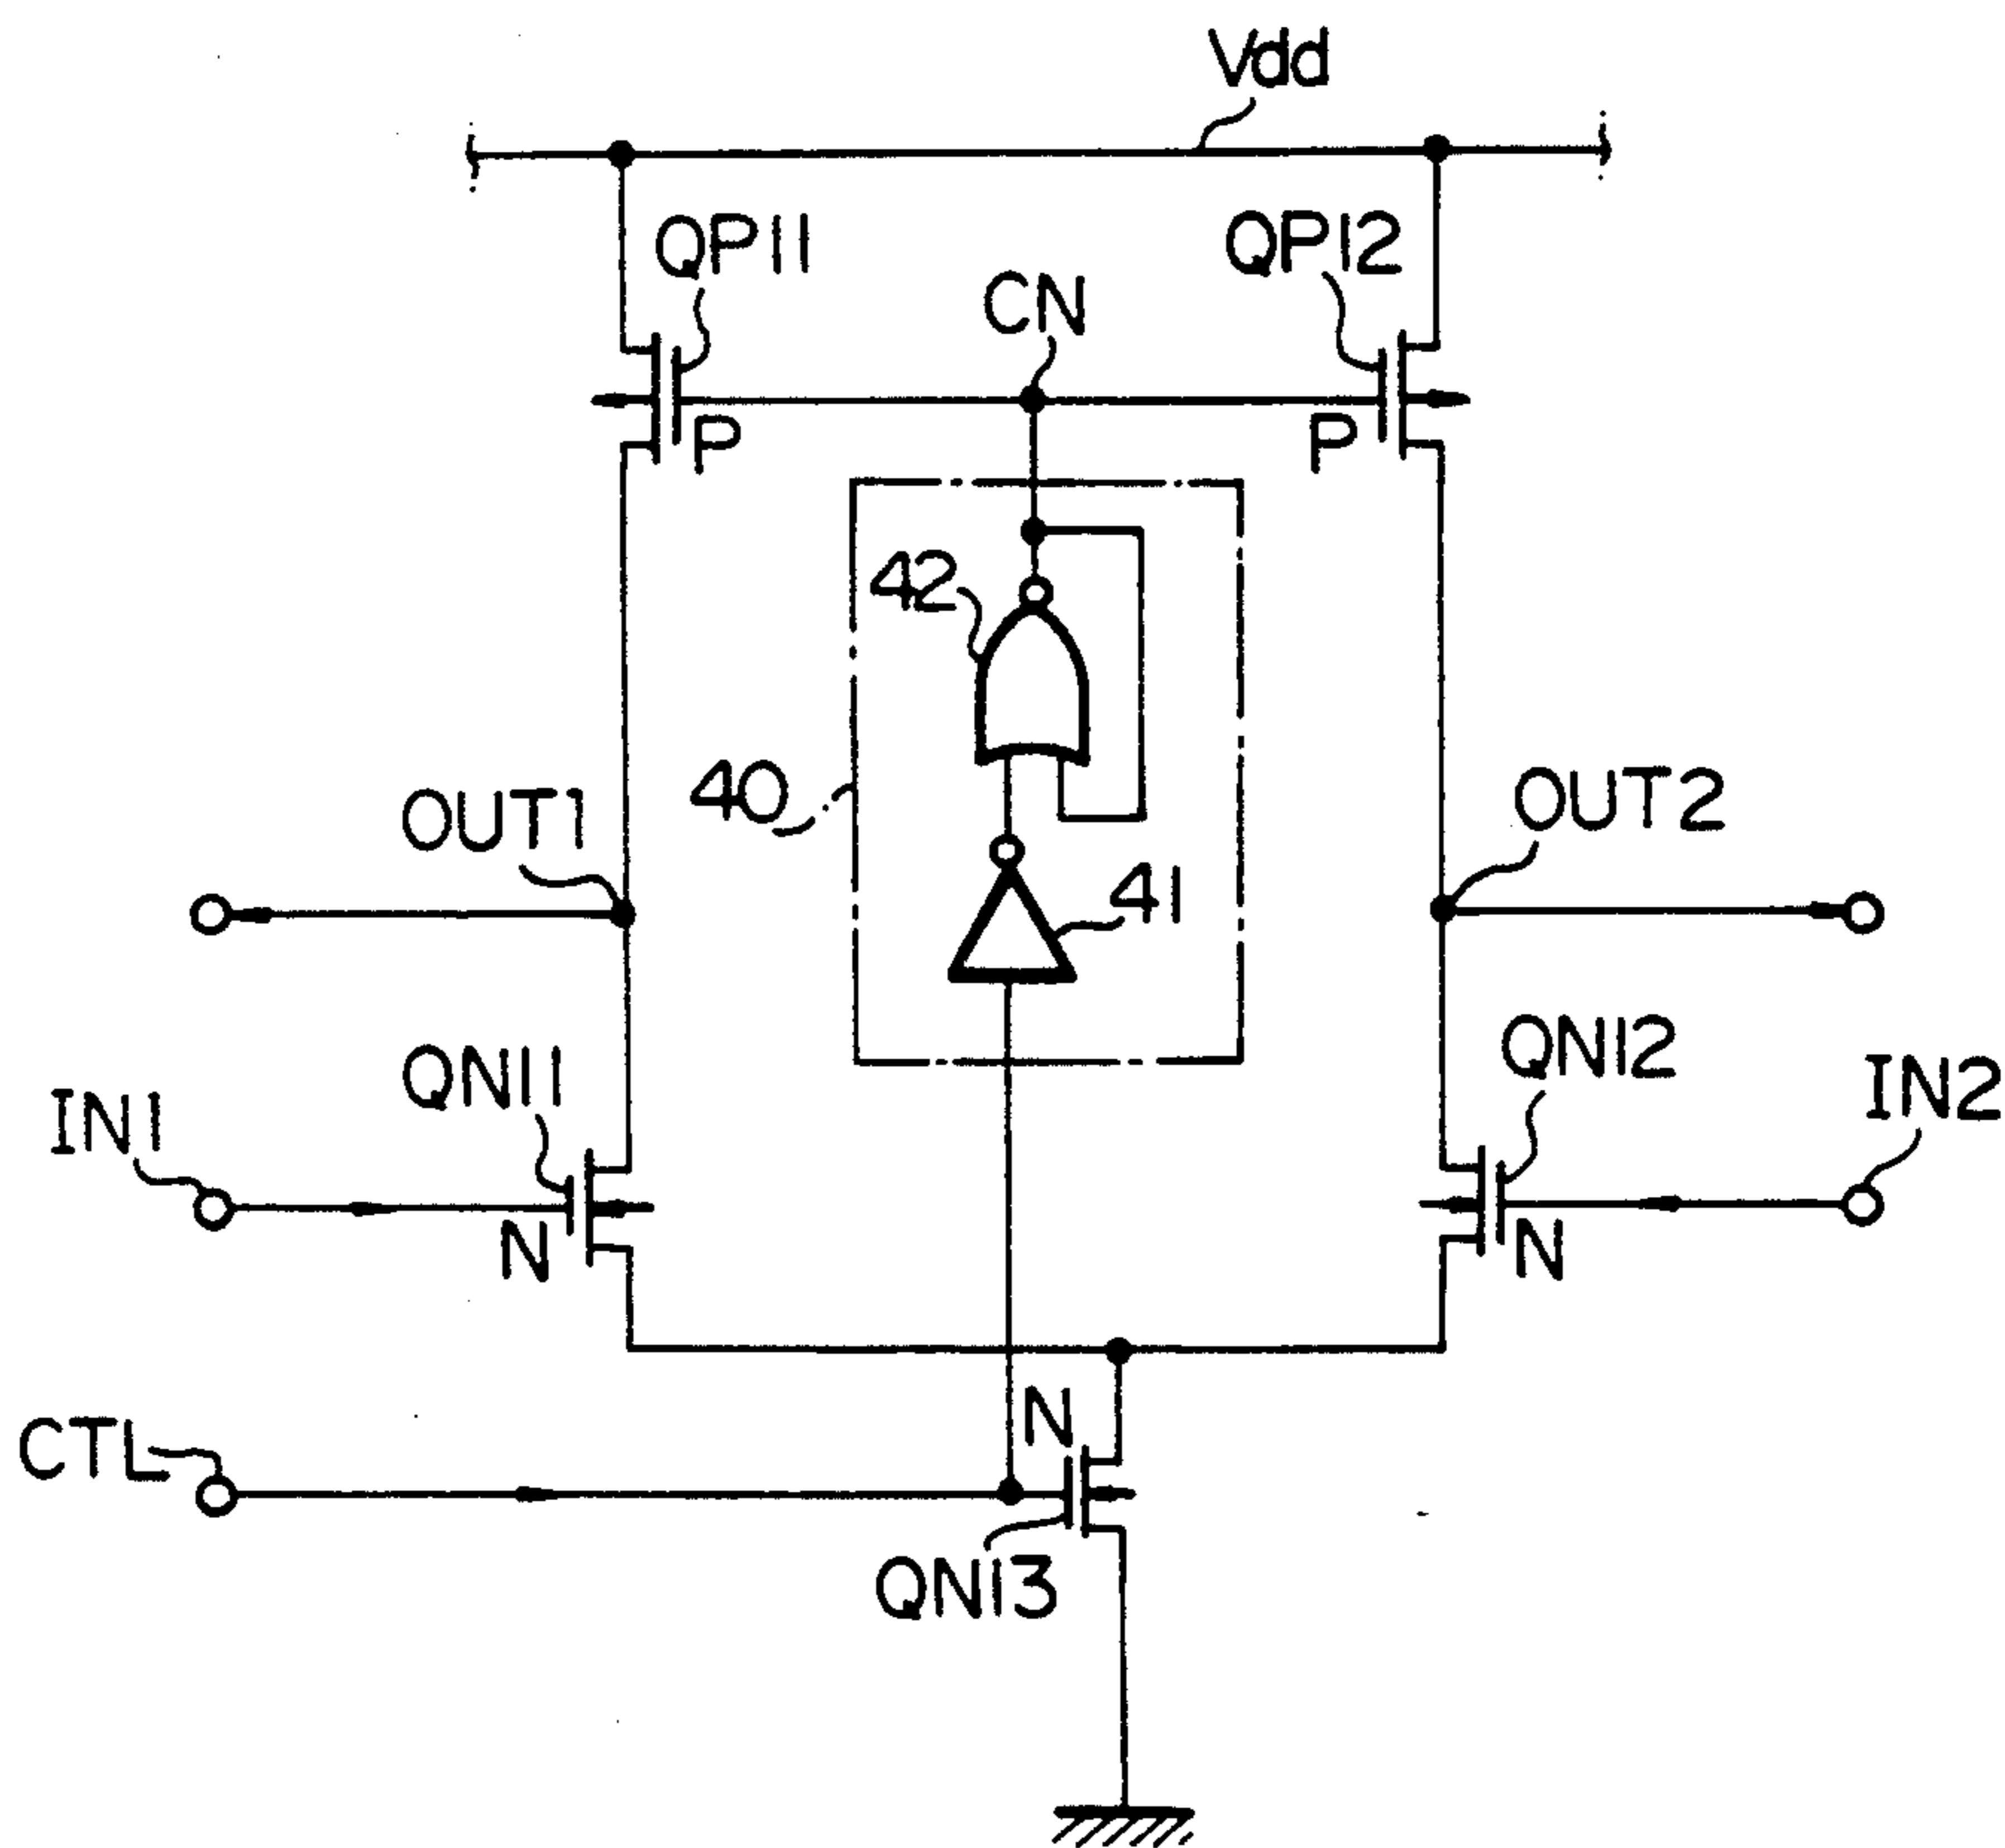 Vdd
QP11
QP12
CN
P
P
42
40
OUT1
OUT2
41
QN11
QN12
IN1
IN2
N
N
N
CTL
QN13